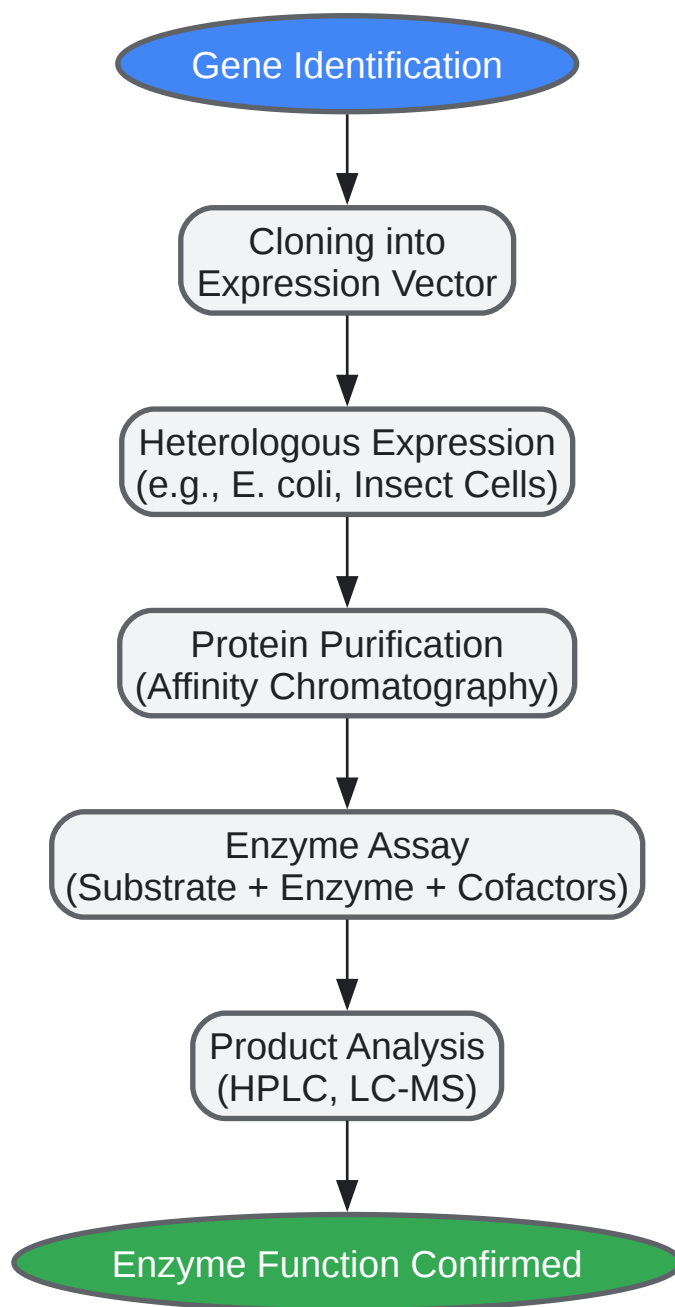 Gene Identification
Cloning into
Expression Vector
Heterologous Expression
(e.g., E. coli, Insect Cells)
Protein Purification
(Affinity Chromatography)
Enzyme Assay
(Substrate + Enzyme + Cofactors)
Product Analysis
(HPLC, LC-MS)
Enzyme Function Confirmed